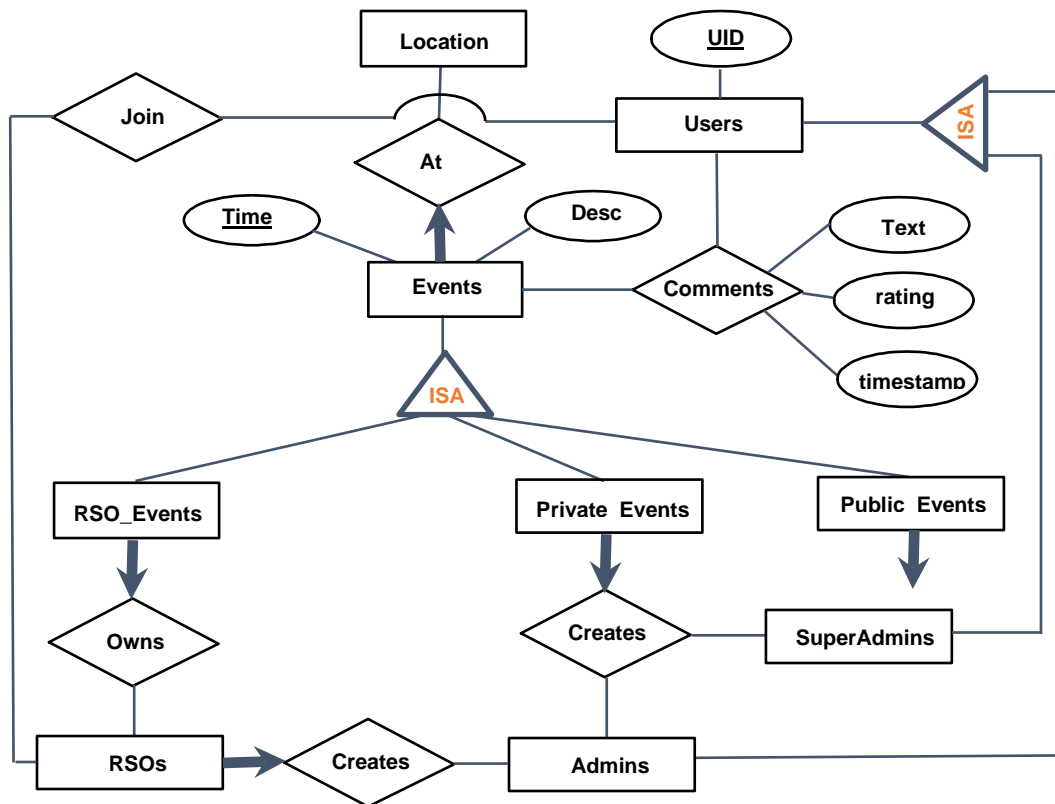 Location
UID
Join
Users
ISA
At
Time
Desc
Text
Events
Comments
rating
timestamp
ISA
RSO_Events
Private Events
Public Events
Owns
Creates
SuperAdmins
RSOs
Creates
Admins